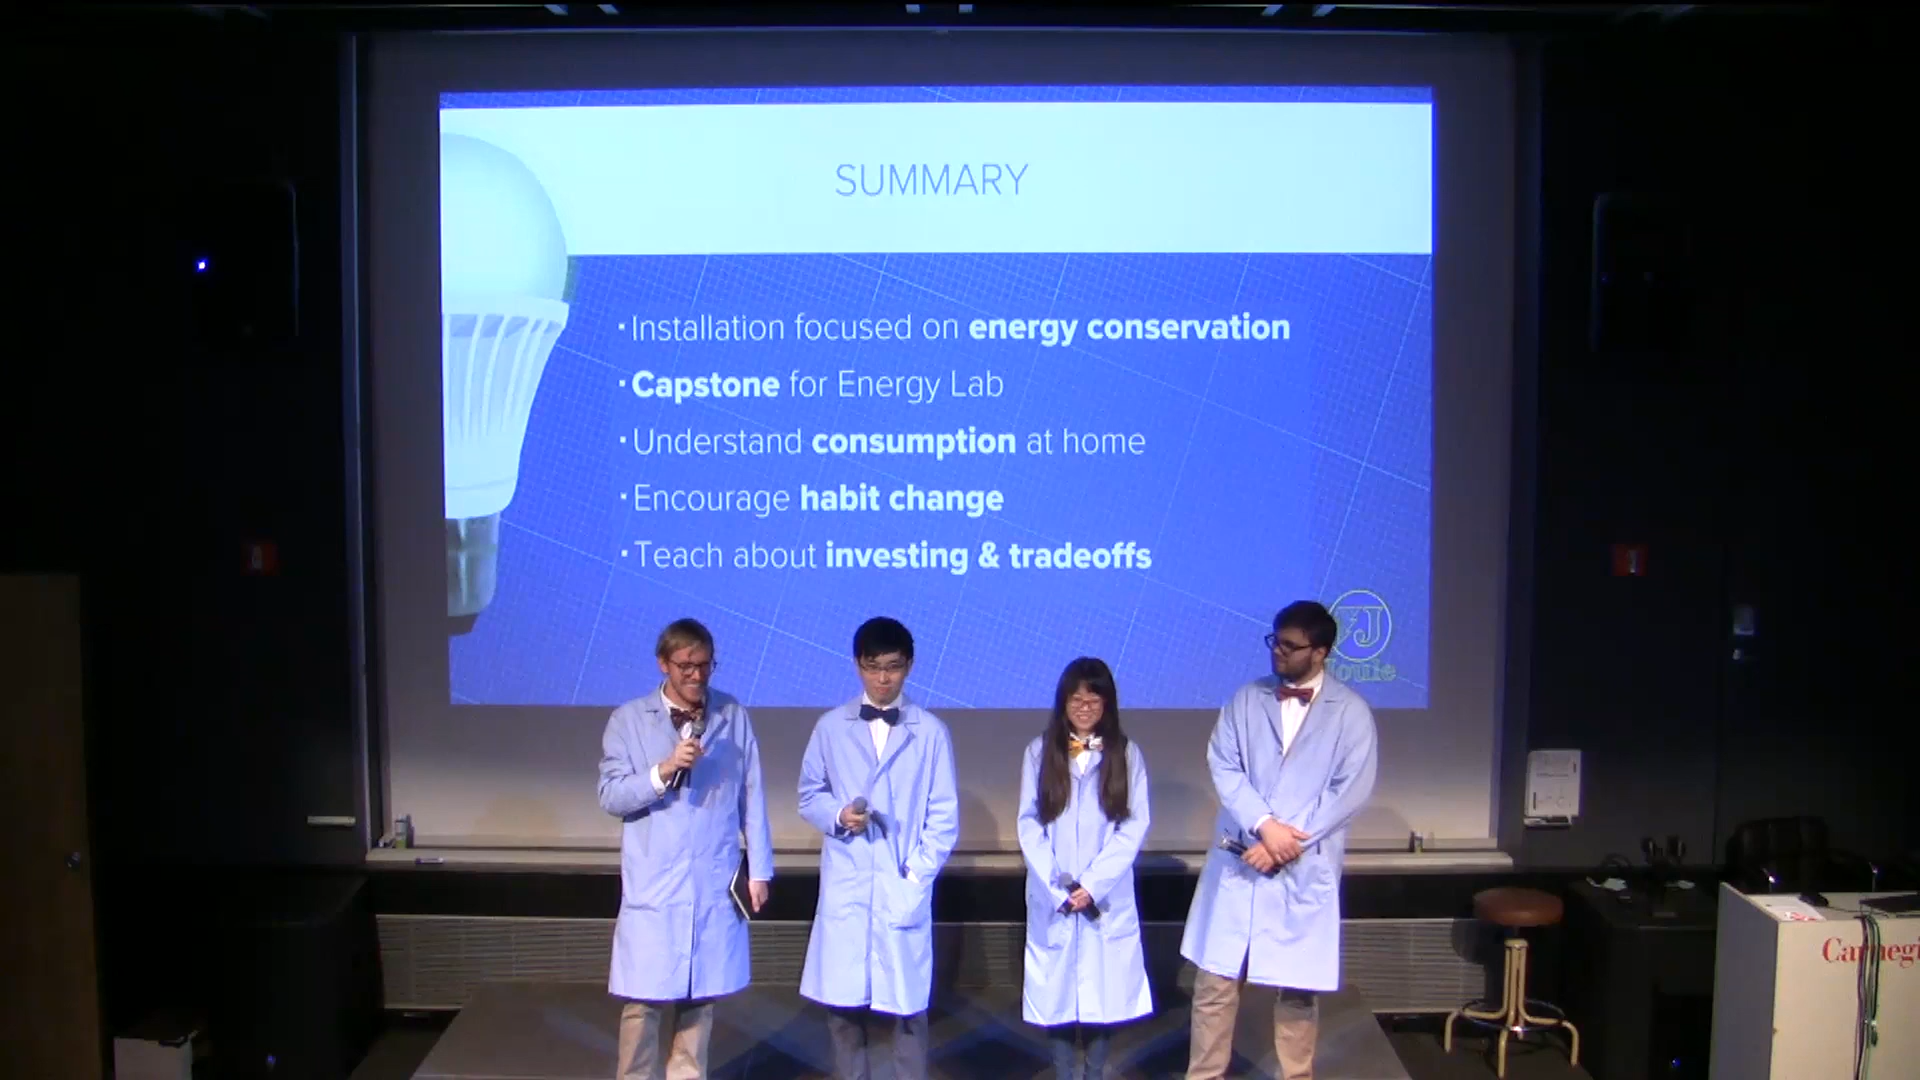 SUMMARY
· Installation focused on energy conservation
· Capstone for Energy Lab
· Understand consumption at home
· Encourage habit change
· Teach about investing & tradeoffs
J
Joule